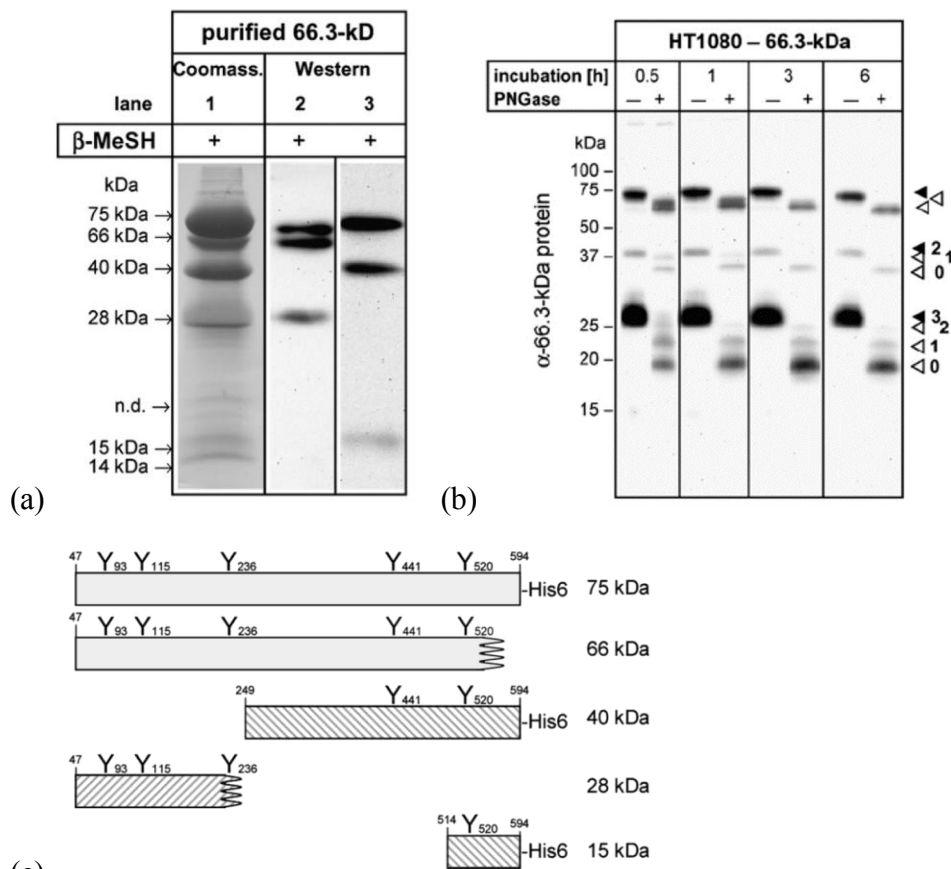 purified 66.3-kD
Coomass. Western
lane 1 2 3
β-MeSH + + +
kDa
75 kDa
66 kDa
40 kDa
28 kDa
n.d.
15 kDa
14 kDa
(a)
HT1080 – 66.3-kDa
incubation [h] 0.5 1 3 6
PNGase — + — + — + — +
kDa
α-66.3-kDa protein
100
75
50
37
25
20
15
2
1
0
3
2
1
0
(b)
47 Y93 Y115 Y236 Y441 Y520 594
-His6 75 kDa
47 Y93 Y115 Y236 Y441 Y520
66 kDa
249 Y441 Y520 594
-His6 40 kDa
47 Y93 Y115 Y236
28 kDa
514 Y520 594
-His6 15 kDa